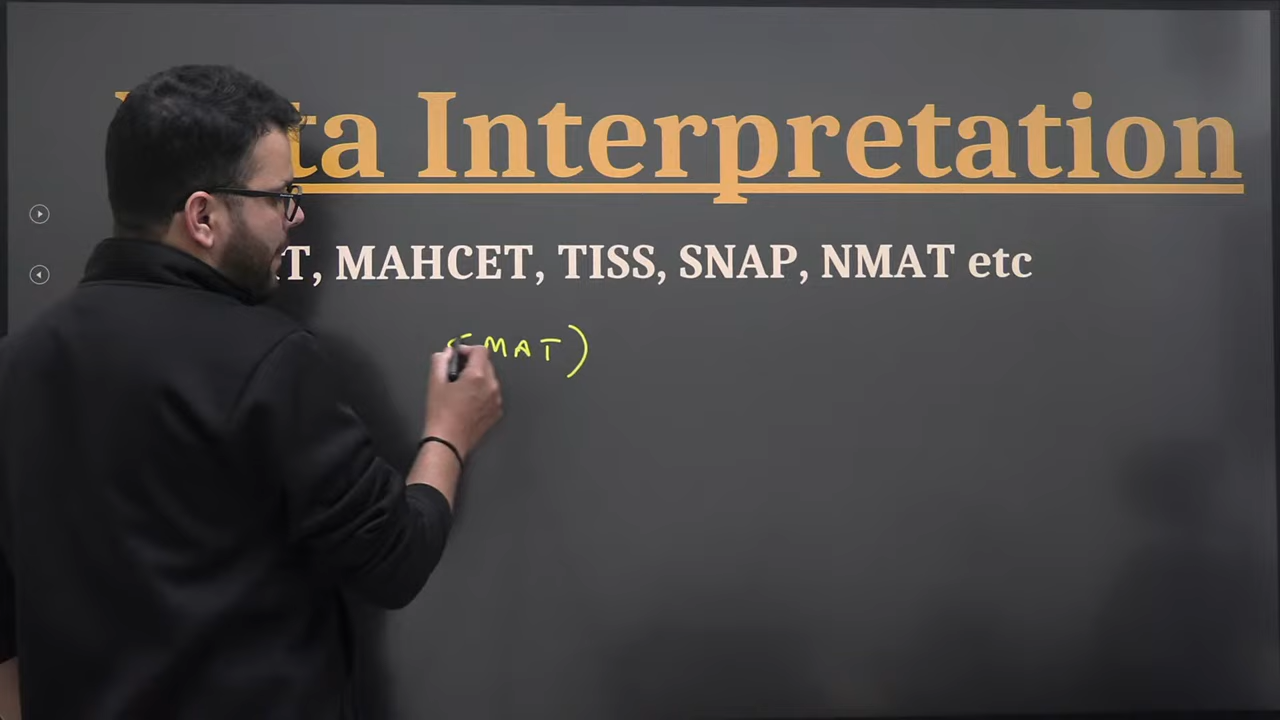 ta Interpretation
T, MAHCET, TISS, SNAP, NMAT etc
MAT)